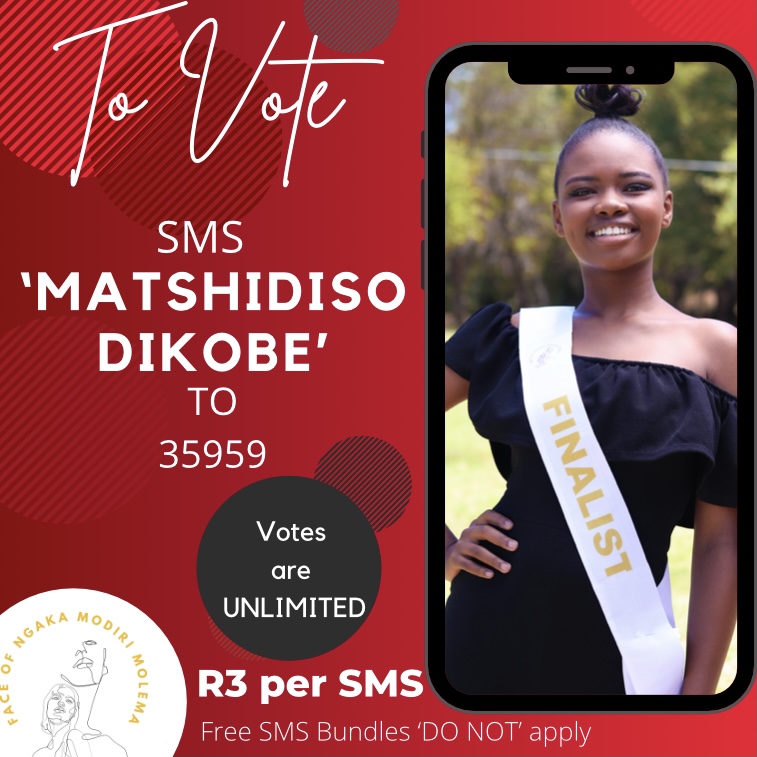 To Vote
SMS
‘MATSHIDISO
DIKOBE’
TO
35959
FINALIST
Votes
are
UNLIMITED
FACE OF NGAKA MODIRI MOLEMA
R3 per SMS
Free SMS Bundles ‘DO NOT’ apply